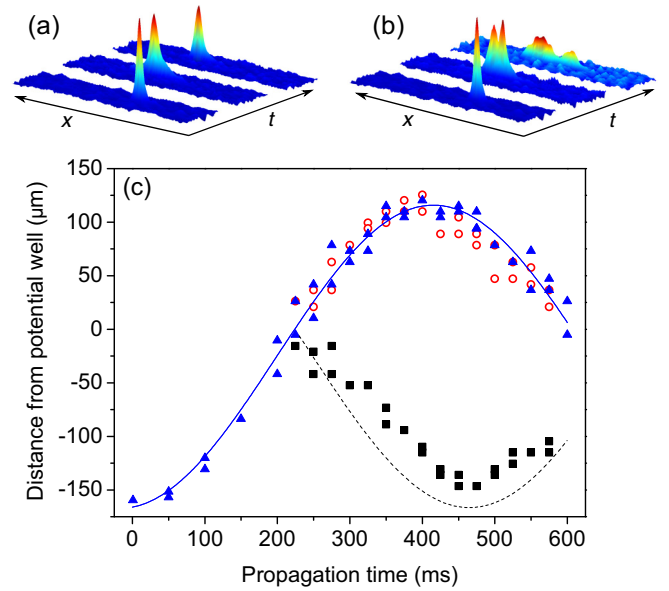 (a)
(b)
x
t
x
t
(c)
150
100
50
0
-50
-100
-150
Distance from potential well (μm)
0 100 200 300 400 500 600
Propagation time (ms)